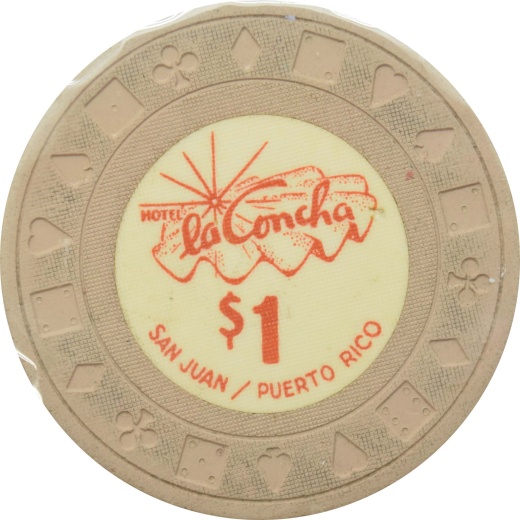 HOTEL
la Concha
$1
SAN JUAN / PUERTO RICO